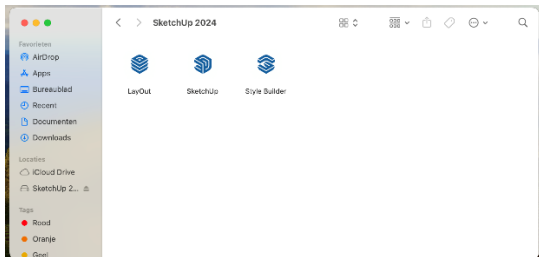 SketchUp 2024
Favorieten
AirDrop
Apps
Bureaublad
Recent
Documenten
Downloads
Locaties
iCloud Drive
SketchUp 2...
Tags
Rood
Oranje
Geel
LayOut
SketchUp
Style Builder